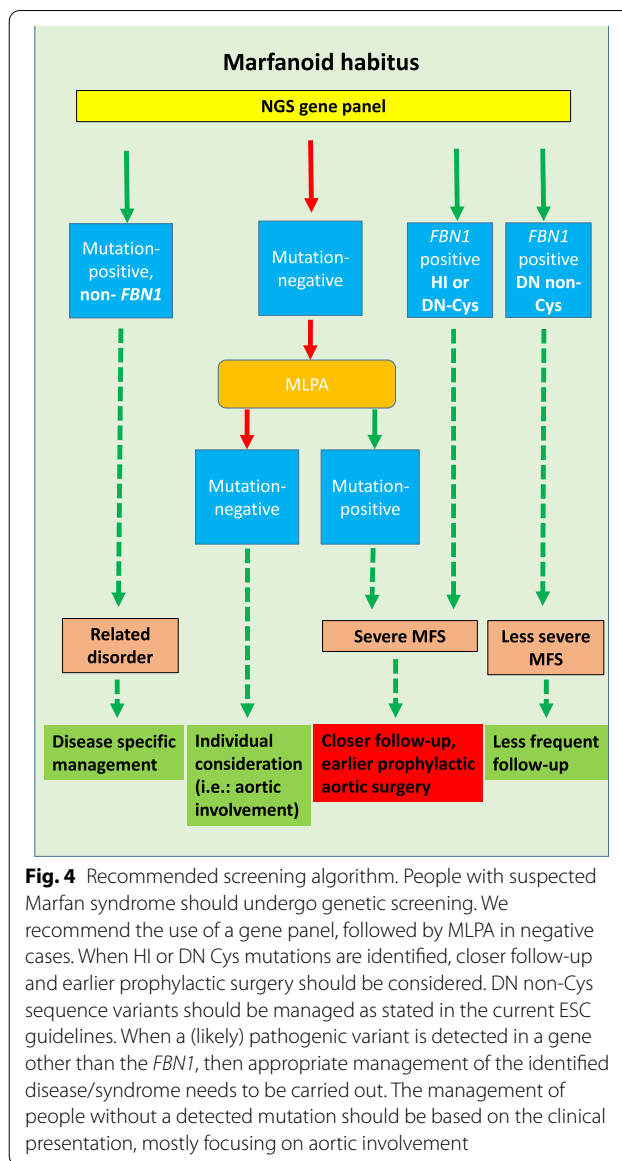 Marfanoid habitus
NGS gene panel
Mutation-
positive,
non- FBN1
Mutation-
negative
FBN1
positive
HI or
DN-Cys
FBN1
positive
DN non-
Cys
MLPA
Mutation-
negative
Mutation-
positive
Related
disorder
Severe MFS
Less severe
MFS
Disease specific
management
Individual
consideration
(i.e.: aortic
involvement)
Closer follow-up,
earlier prophylactic
aortic surgery
Less frequent
follow-up
Fig. 4 Recommended screening algorithm. People with suspected
Marfan syndrome should undergo genetic screening. We
recommend the use of a gene panel, followed by MLPA in negative
cases. When HI or DN Cys mutations are identified, closer follow-up
and earlier prophylactic surgery should be considered. DN non-Cys
sequence variants should be managed as stated in the current ESC
guidelines. When a (likely) pathogenic variant is detected in a gene
other than the FBN1, then appropriate management of the identified
disease/syndrome needs to be carried out. The management of
people without a detected mutation should be based on the clinical
presentation, mostly focusing on aortic involvement